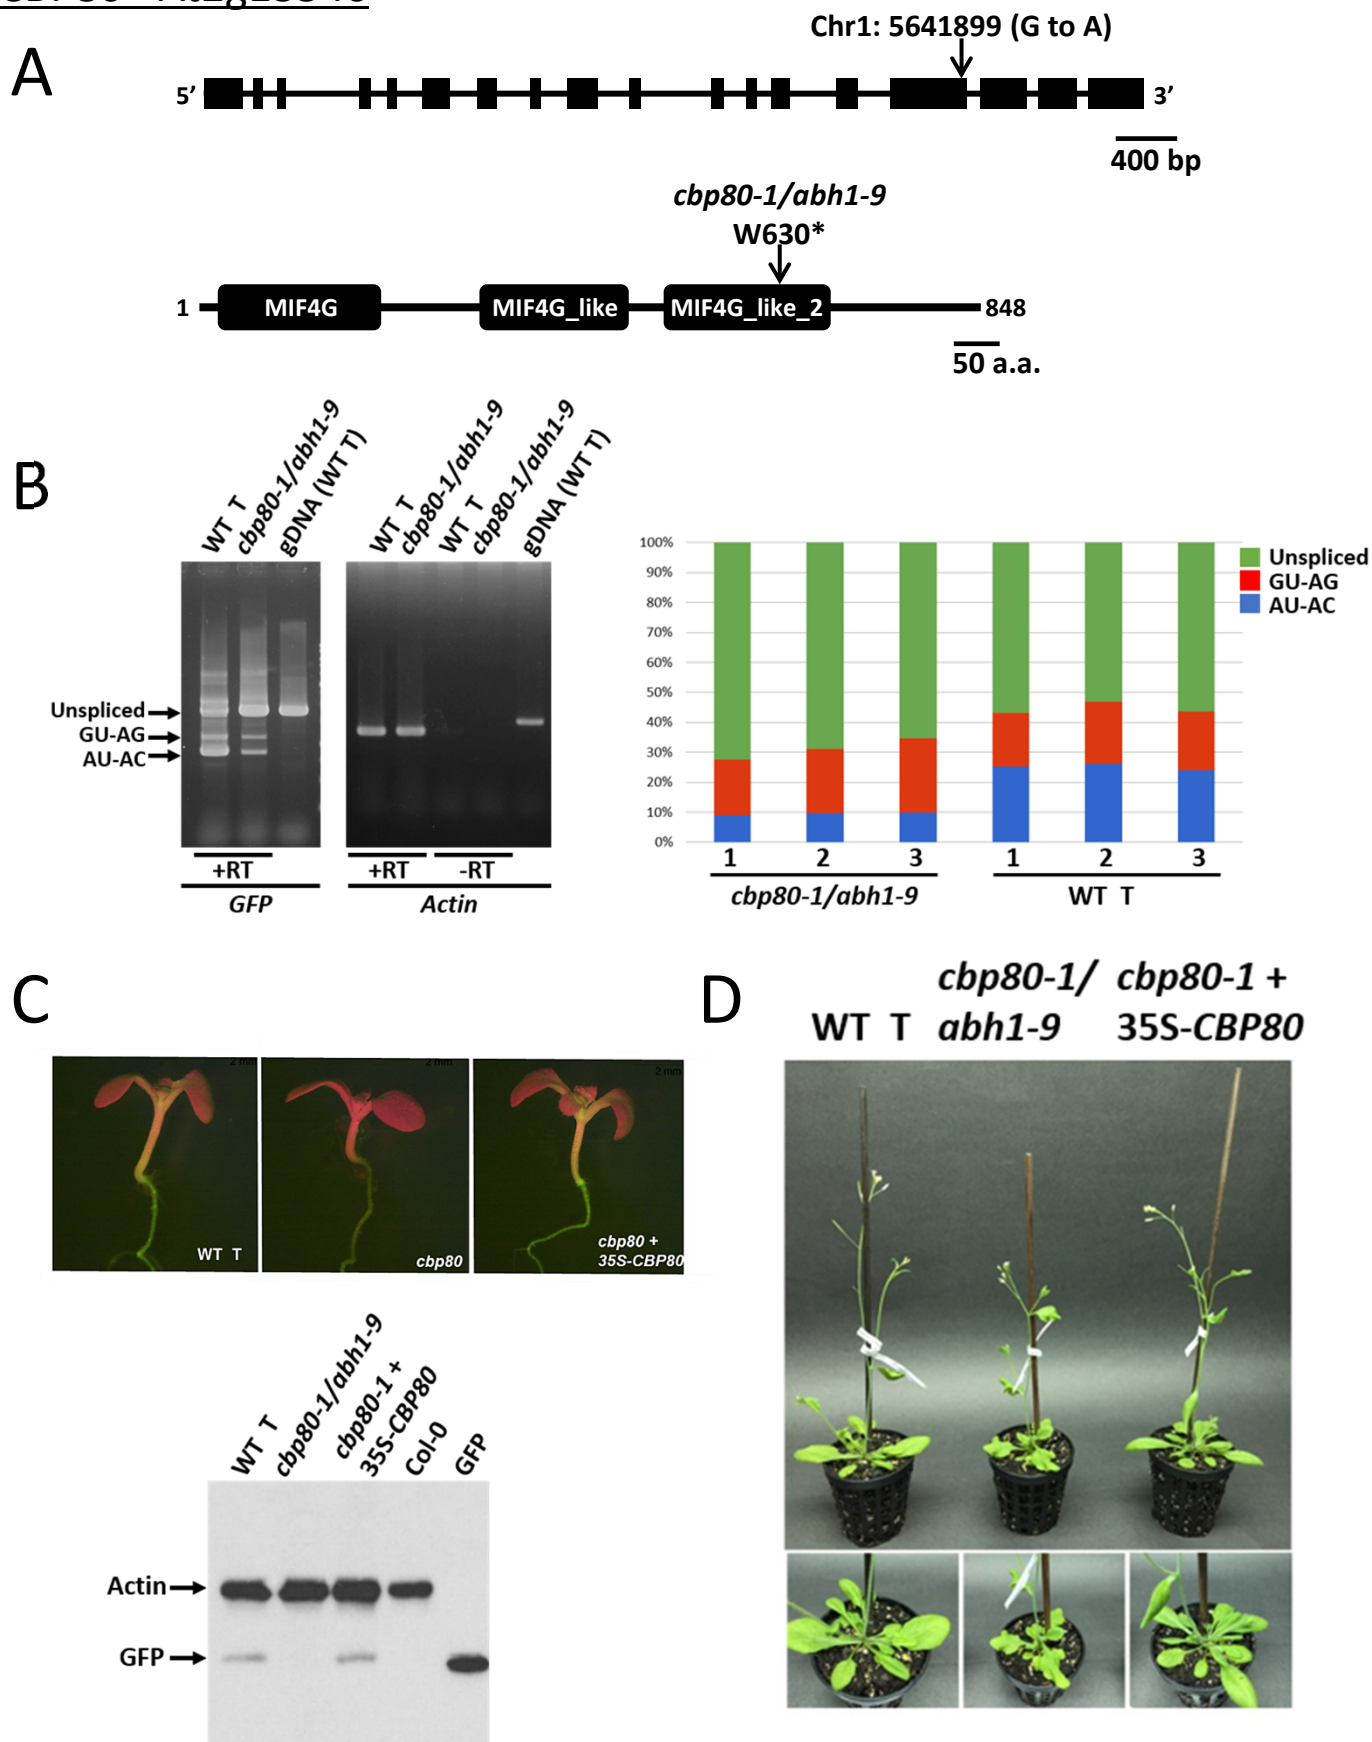 A
Chr1: 5641899 (G to A)
5’
3’
400 bp
cbp80-1/abh1-9
W630*
1
MIF4G
MIF4G_like
MIF4G_like_2
848
50 a.a.
B
WT T
cbp80-1/abh1-9
gDNA (WT T)
WT T
cbp80-1/abh1-9
WT T
cbp80-1/abh1-9
gDNA (WT T)
Unspliced
GU-AG
AU-AC
+RT
GFP
+RT
-RT
Actin
100%
90%
80%
70%
60%
50%
40%
30%
20%
10%
0%
1 2 3 1 2 3
cbp80-1/abh1-9
WT T
Unspliced
GU-AG
AU-AC
C
2 mm
2 mm
WT T
cbp80
cbp80 +
35S-CBP80
WT T
cbp80-1/abh1-9
cbp80-1 +
35S-CBP80
Col-0
GFP
Actin
GFP
D
WT T
cbp80-1/
abh1-9
cbp80-1 +
35S-CBP80